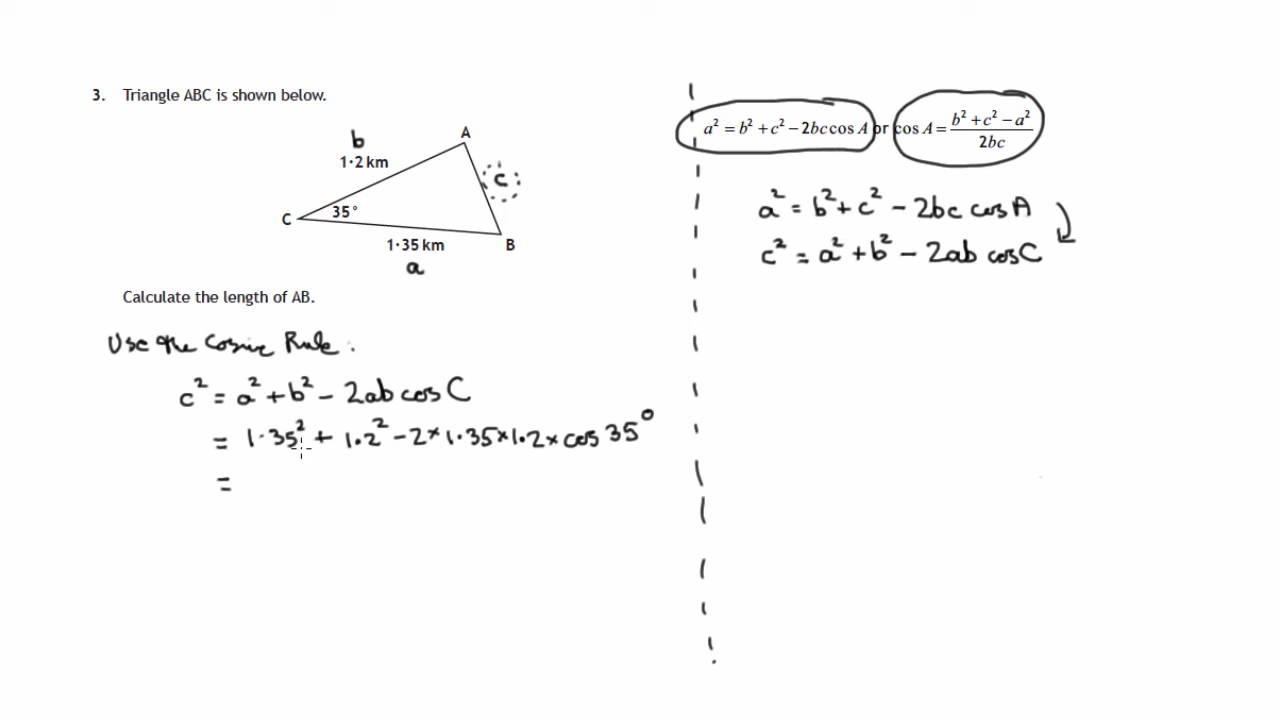 3. Triangle ABC is shown below.
b
A
1·2 km
c
C
35°
1·35 km
B
a
Calculate the length of AB.
Use the Cosine Rule :
c² = a² + b² − 2ab cos C
= 1·35² + 1.2² − 2 × 1.35 × 1.2 × cos 35°
=
a² = b² + c² − 2bc cos A or cos A = (b² + c² − a²) / 2bc
a² = b² + c² − 2bc cos A
c² = a² + b² − 2ab cos C